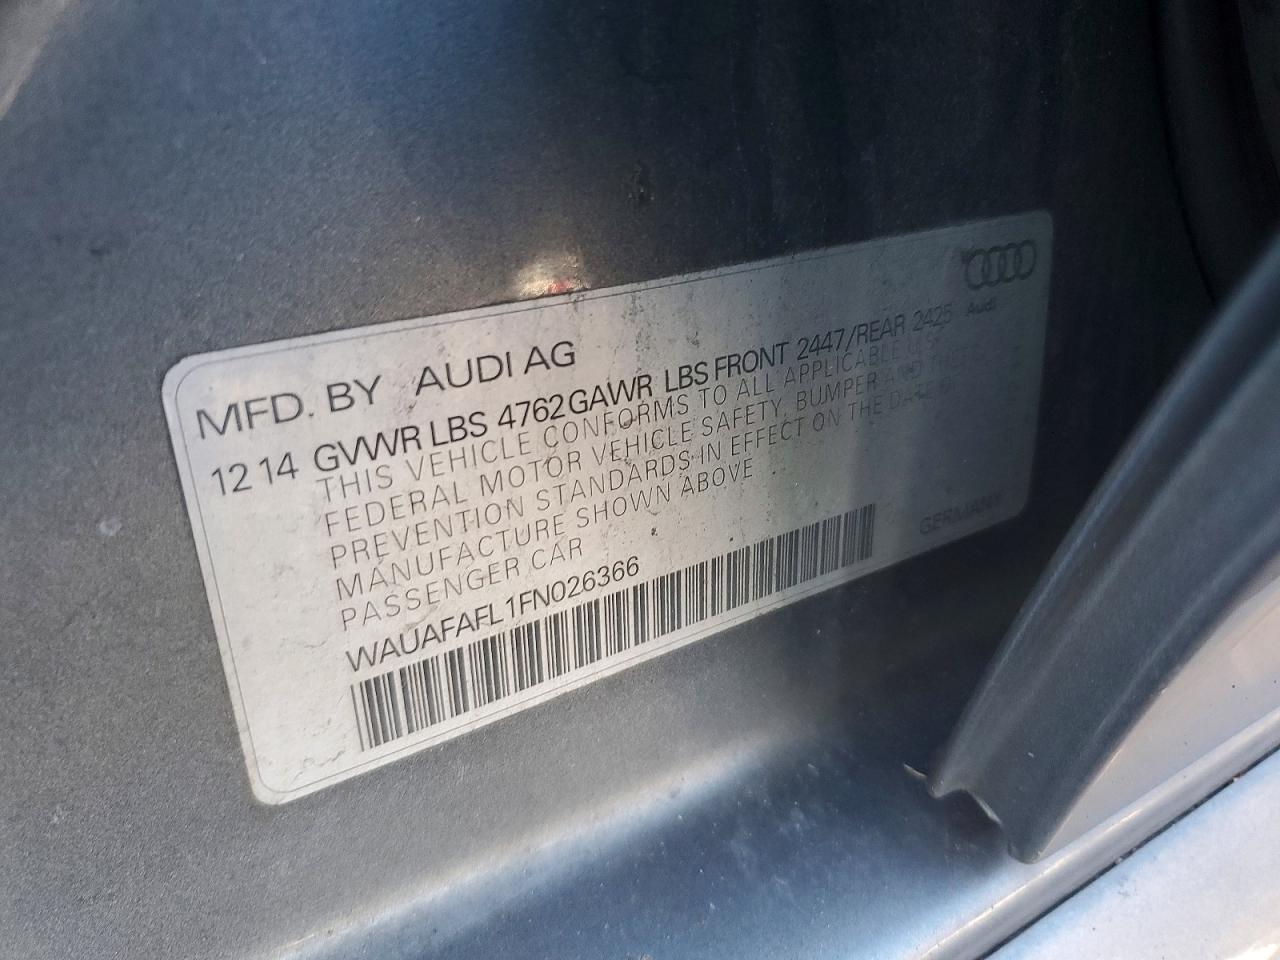 MFD. BY AUDI AG
Audi
12 14 GVWR LBS 4762 GAWR LBS FRONT 2447/REAR 2425
THIS VEHICLE CONFORMS TO ALL APPLICABLE U.S.
FEDERAL MOTOR VEHICLE SAFETY, BUMPER AND
PREVENTION STANDARDS IN EFFECT ON THE DATE OF
MANUFACTURE SHOWN ABOVE
PASSENGER CAR
WAUAFAFL1FN026366
GERMANY